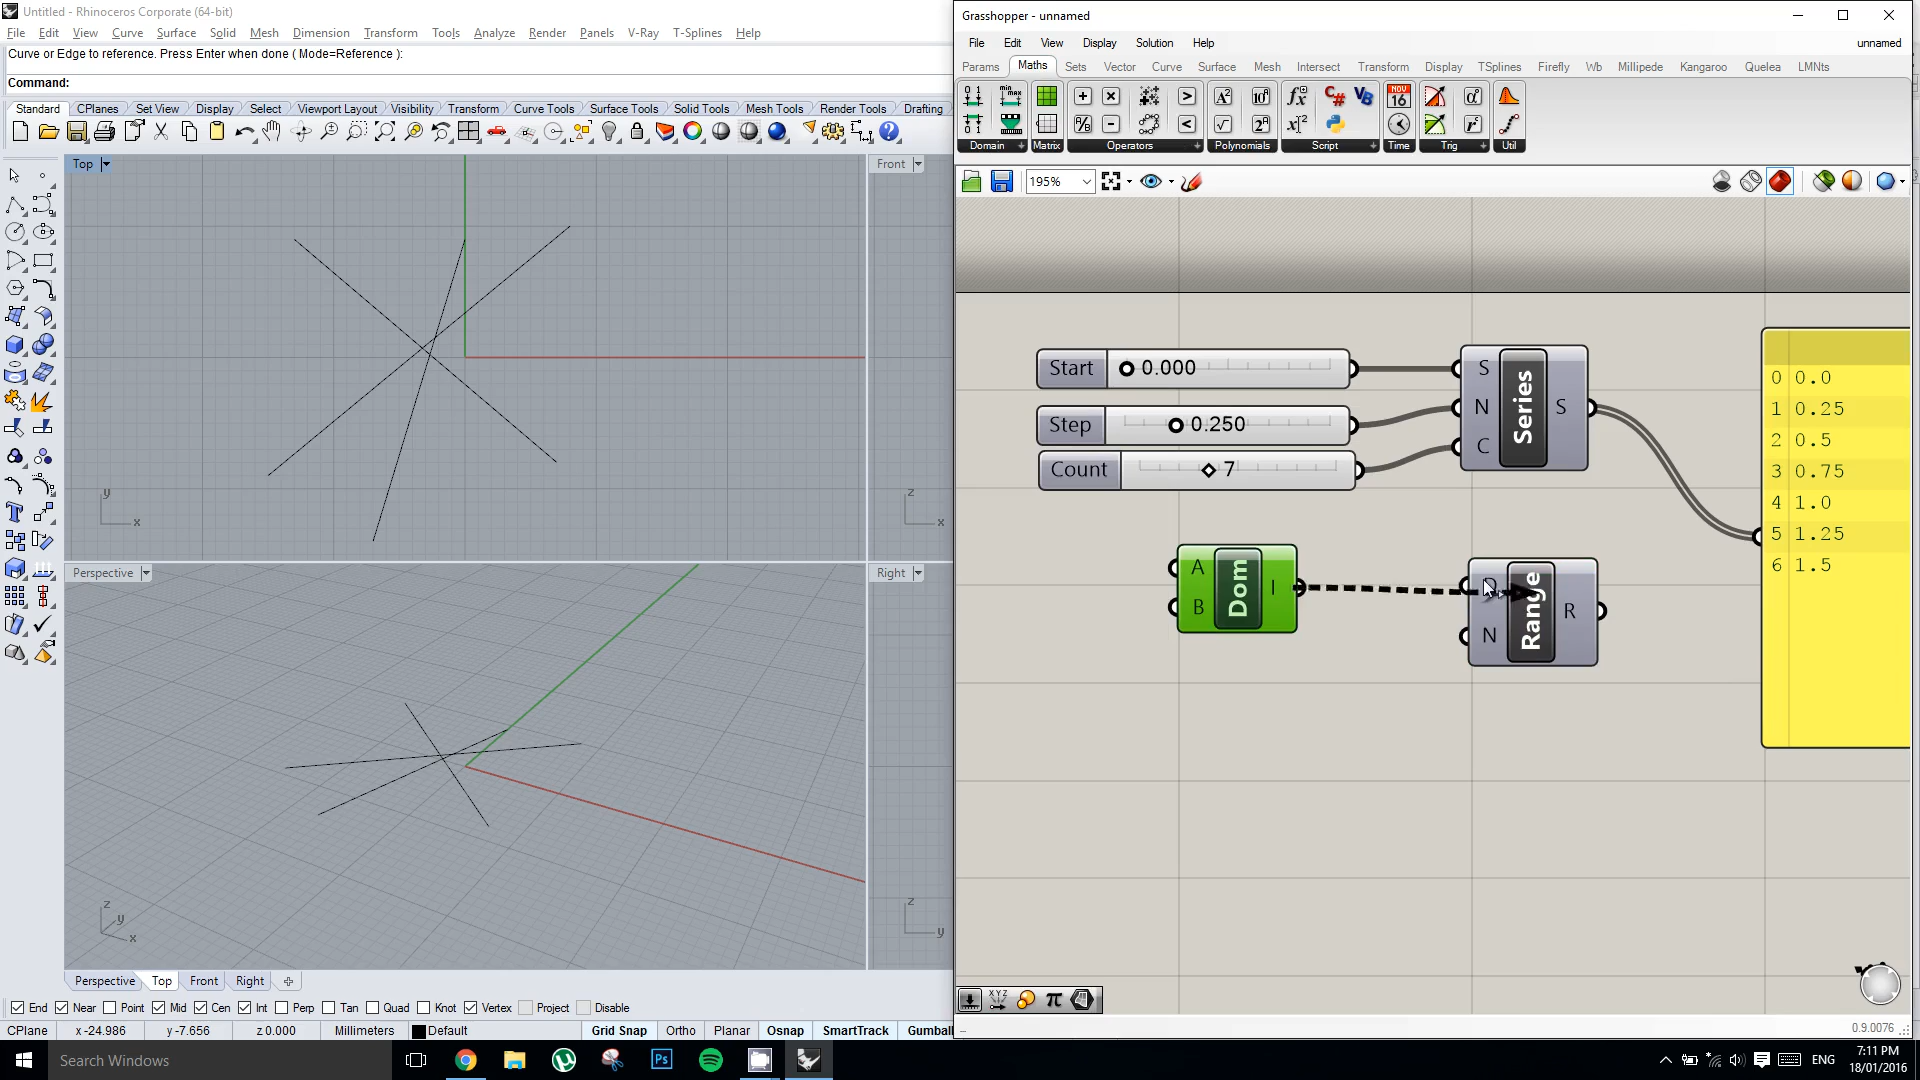 Untitled - Rhinoceros Corporate (64-bit)
File Edit View Curve Surface Solid Mesh Dimension Transform Tools Analyze Render Panels V-Ray T-Splines Help
Curve or Edge to reference. Press Enter when done ( Mode=Reference ):
Command:
Standard CPlanes Set View Display Select Viewport Layout Visibility Transform Curve Tools Surface Tools Solid Tools Mesh Tools Render Tools Drafting
Top
Front
y
x
z
x
Perspective
Right
z
y
x
z
y
Perspective Top Front Right
End Near Point Mid Cen Int Perp Tan Quad Knot Vertex Project Disable
CPlane x -24.986 y -7.656 z 0.000 Millimeters Default Grid Snap Ortho Planar Osnap SmartTrack Gumball
Grasshopper - unnamed
File Edit View Display Solution Help unnamed
Params Maths Sets Vector Curve Surface Mesh Intersect Transform Display TSplines Firefly Wb Millipede Kangaroo Quelea LMNts
Domain Matrix Operators Polynomials Script Time Trig Util
195%
Start 0.000
Step 0.250
Count 7
S
N
C
Series
S
A
B
Dom
I
D
N
Range
R
0 0.0
1 0.25
2 0.5
3 0.75
4 1.0
5 1.25
6 1.5
0.9.0076
Search Windows
ENG
7:11 PM
18/01/2016